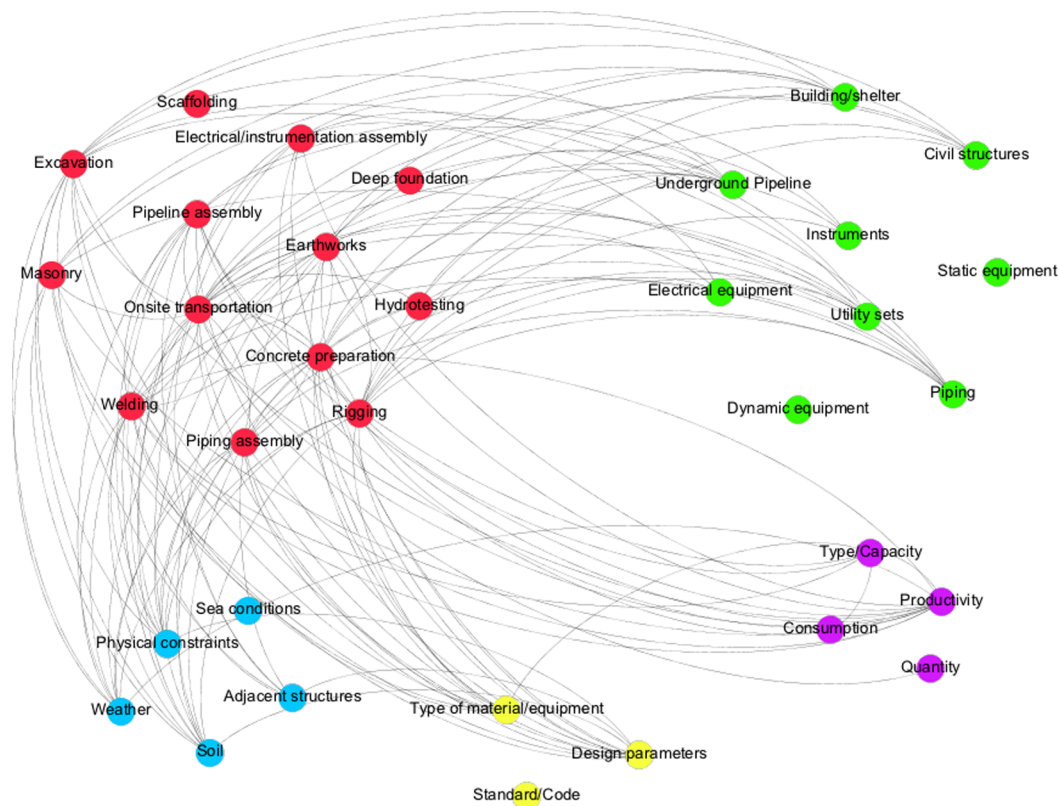 Building/shelter
Scaffolding
Electrical/instrumentation assembly
Civil structures
Excavation
Deep foundation
Underground Pipeline
Pipeline assembly
Instruments
Earthworks
Masonry
Static equipment
Electrical equipment
Onsite transportation
Hydrotesting
Utility sets
Concrete preparation
Piping
Welding
Rigging
Dynamic equipment
Piping assembly
Type/Capacity
Productivity
Sea conditions
Consumption
Physical constraints
Quantity
Adjacent structures
Weather
Type of material/equipment
Soil
Design parameters
Standard/Code